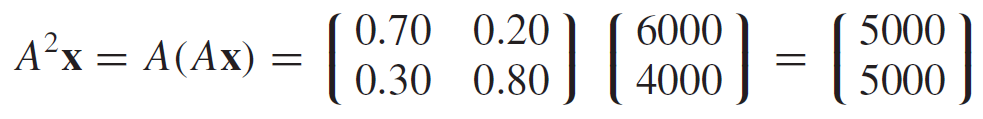 A²x = A(Ax) = ( 0.70 0.20 ) ( 6000 ) = ( 5000 )
( 0.30 0.80 ) ( 4000 ) ( 5000 )